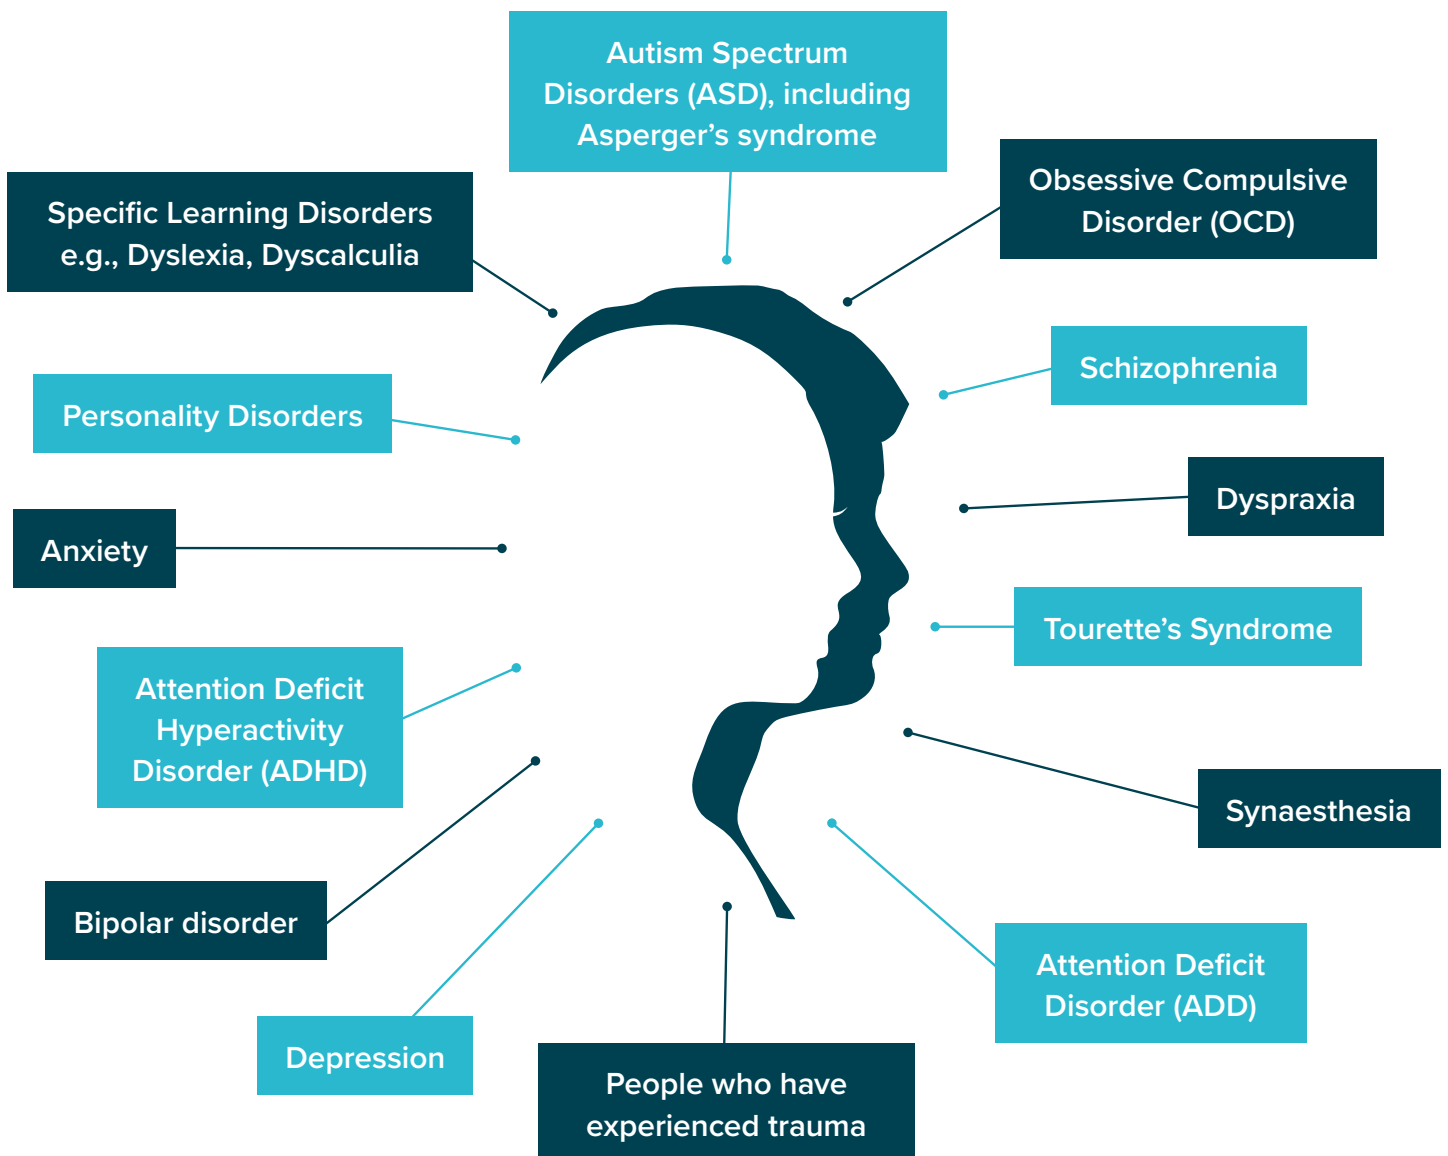 Autism Spectrum
Disorders (ASD), including
Asperger’s syndrome
Obsessive Compulsive
Disorder (OCD)
Specific Learning Disorders
e.g., Dyslexia, Dyscalculia
Schizophrenia
Personality Disorders
Dyspraxia
Anxiety
Tourette’s Syndrome
Attention Deficit
Hyperactivity
Disorder (ADHD)
Synaesthesia
Bipolar disorder
Attention Deficit
Disorder (ADD)
Depression
People who have
experienced trauma